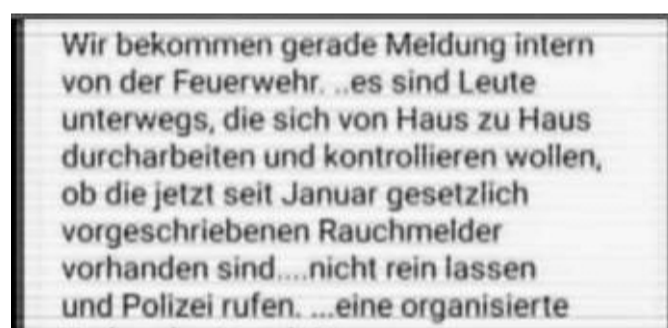 Wir bekommen gerade Meldung intern
von der Feuerwehr. ..es sind Leute
unterwegs, die sich von Haus zu Haus
durcharbeiten und kontrollieren wollen,
ob die jetzt seit Januar gesetzlich
vorgeschriebenen Rauchmelder
vorhanden sind....nicht rein lassen
und Polizei rufen. ...eine organisierte